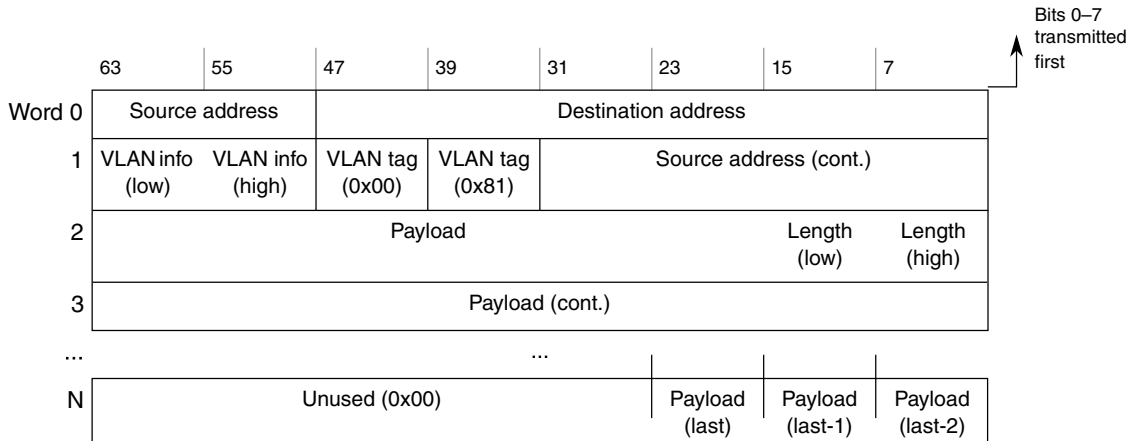 Bits 0–7
transmitted
first
63 55 47 39 31 23 15 7
Word 0 Source address Destination address
1 VLAN info (low) VLAN info (high) VLAN tag (0x00) VLAN tag (0x81) Source address (cont.)
2 Payload Length (low) Length (high)
3 Payload (cont.)
... ...
N Unused (0x00) Payload (last) Payload (last-1) Payload (last-2)